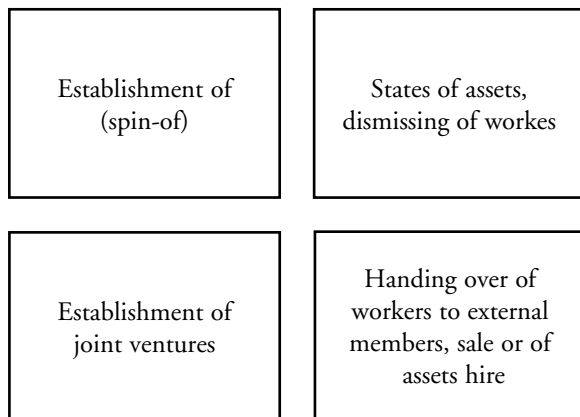 Establishment of
(spin-of)
States of assets,
dismissing of workes
Establishment of
joint ventures
Handing over of
workers to external
members, sale or of
assets hire